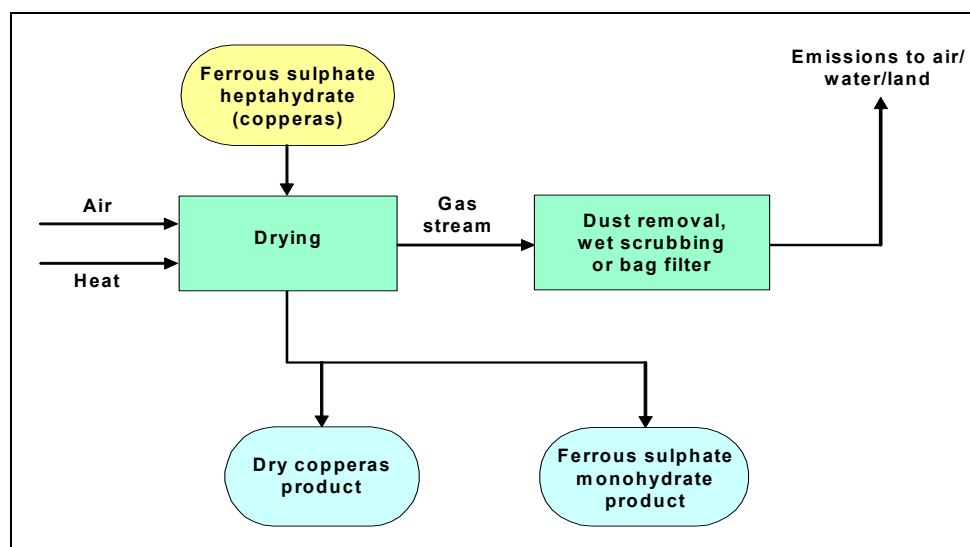 Ferrous sulphate
heptahydrate
(copperas)
Emissions to air/
water/land
Air
Heat
Drying
Gas
stream
Dust removal,
wet scrubbing
or bag filter
Dry copperas
product
Ferrous sulphate
monohydrate
product